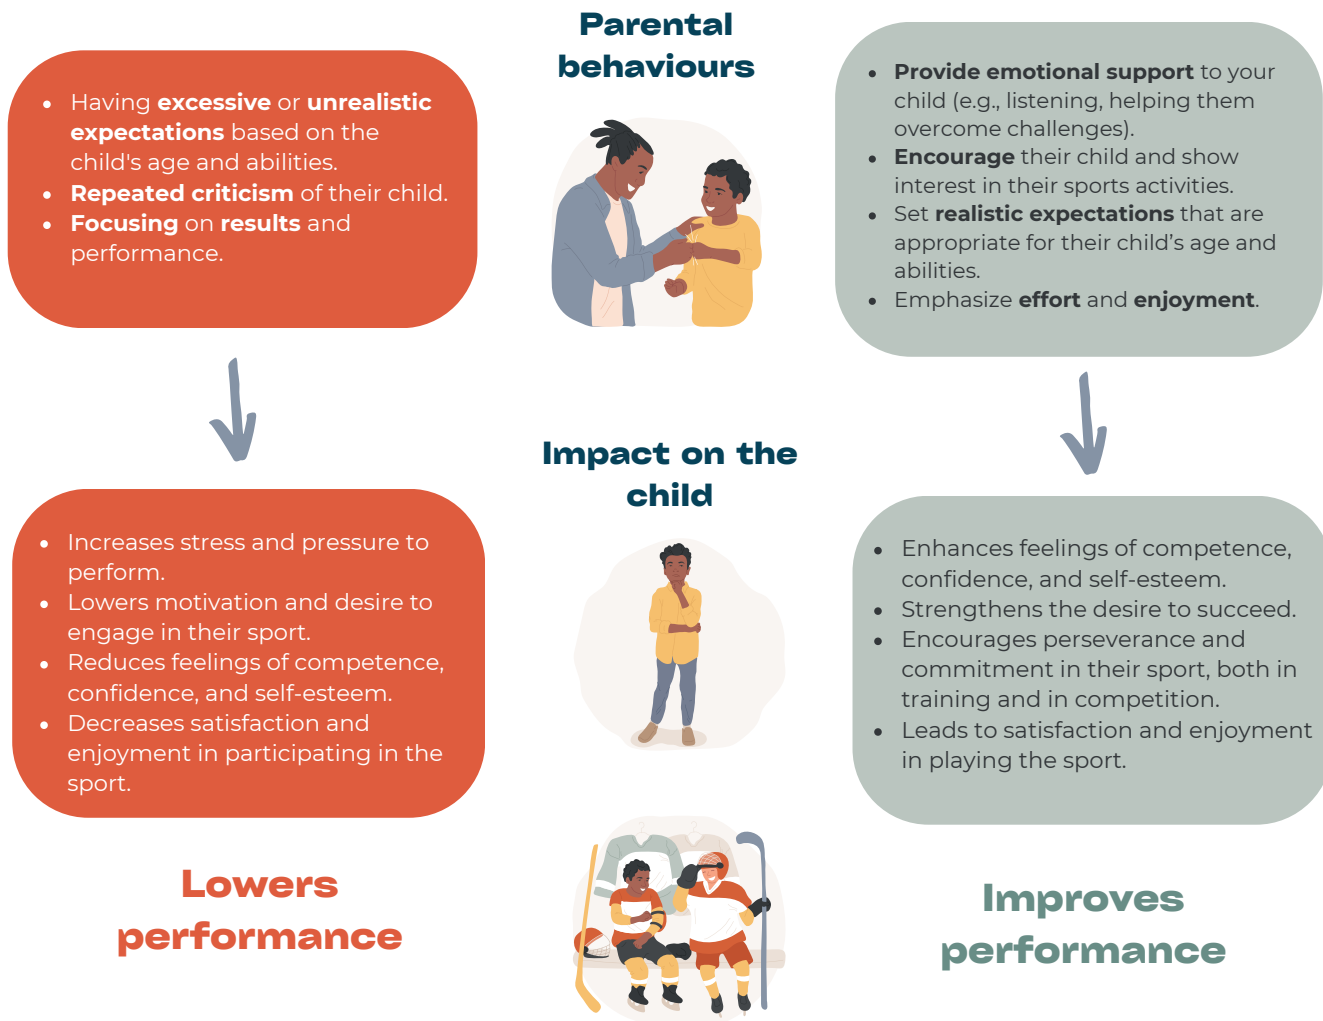 Parental
behaviours
• Having excessive or unrealistic
expectations based on the
child's age and abilities.
• Repeated criticism of their child.
• Focusing on results and
performance.
• Provide emotional support to your
child (e.g., listening, helping them
overcome challenges).
• Encourage their child and show
interest in their sports activities.
• Set realistic expectations that are
appropriate for their child’s age and
abilities.
• Emphasize effort and enjoyment.
Impact on the
child
• Increases stress and pressure to
perform.
• Lowers motivation and desire to
engage in their sport.
• Reduces feelings of competence,
confidence, and self-esteem.
• Decreases satisfaction and
enjoyment in participating in the
sport.
• Enhances feelings of competence,
confidence, and self-esteem.
• Strengthens the desire to succeed.
• Encourages perseverance and
commitment in their sport, both in
training and in competition.
• Leads to satisfaction and enjoyment
in playing the sport.
Lowers
performance
Improves
performance